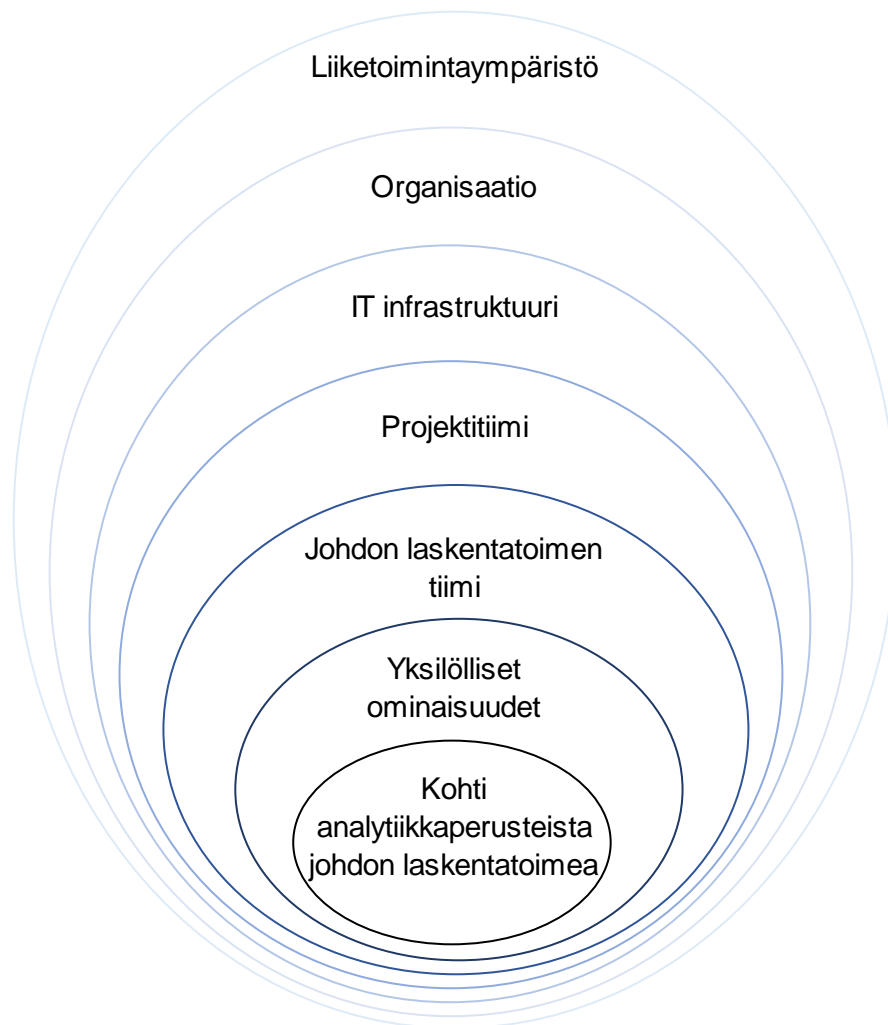 Liiketoimintaympäristö
Organisaatio
IT infrastruktuuri
Projektitiimi
Johdon laskentatoimen
tiimi
Yksilölliset
ominaisuudet
Kohti
analytiikkaperusteista
johdon laskentatoimea